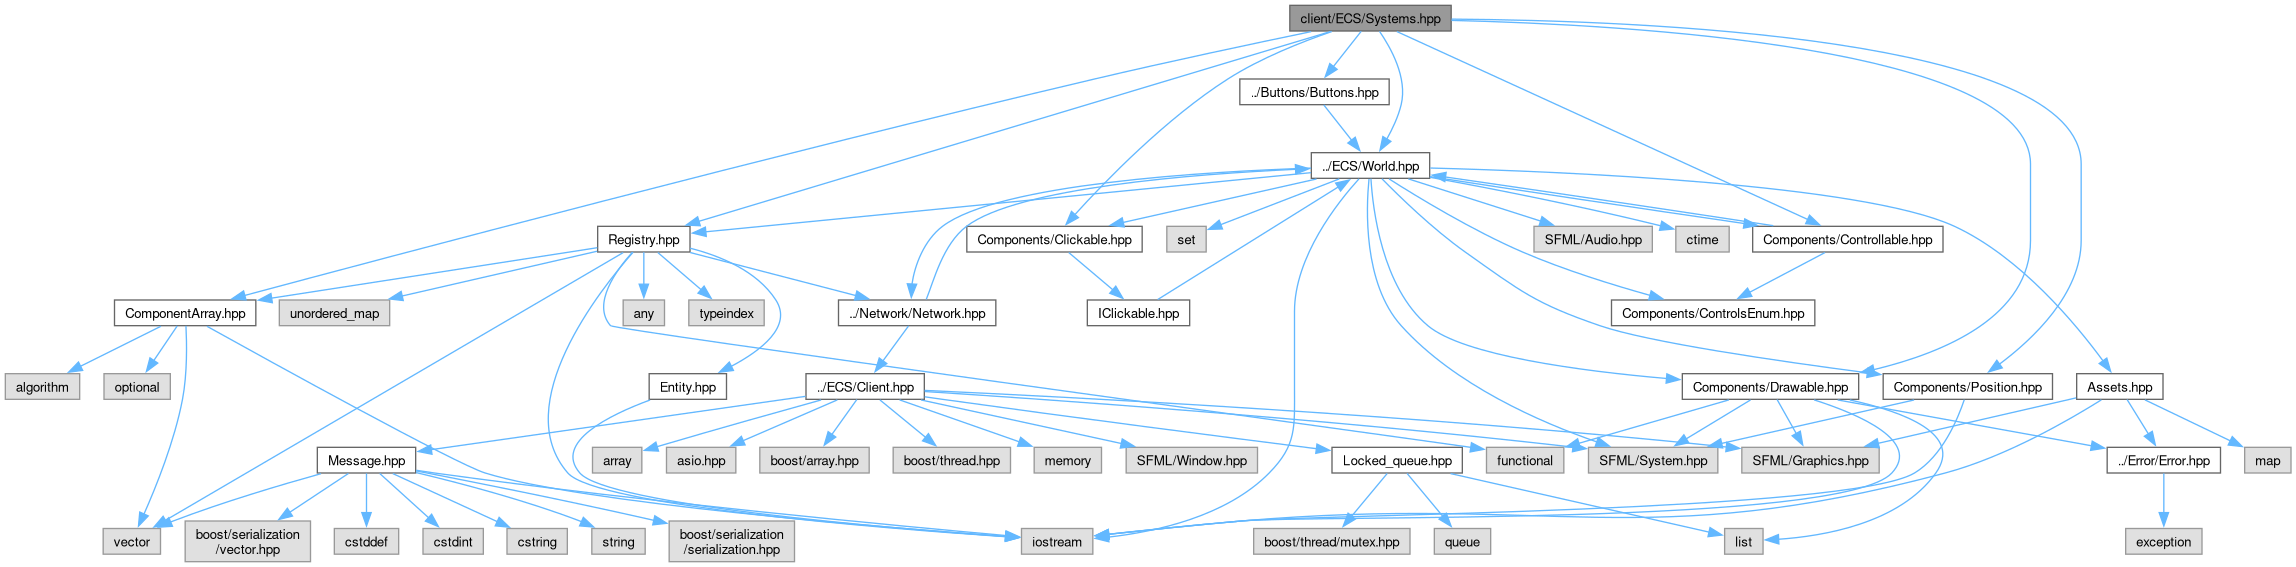 client/ECS/Systems.hpp
../Buttons/Buttons.hpp
../ECS/World.hpp
Registry.hpp
Components/Clickable.hpp
set
SFML/Audio.hpp
ctime
Components/Controllable.hpp
ComponentArray.hpp
unordered_map
any
typeindex
../Network/Network.hpp
IClickable.hpp
Components/ControlsEnum.hpp
algorithm
optional
Entity.hpp
../ECS/Client.hpp
Components/Drawable.hpp
Components/Position.hpp
Assets.hpp
Message.hpp
array
asio.hpp
boost/array.hpp
boost/thread.hpp
memory
SFML/Window.hpp
Locked_queue.hpp
functional
SFML/System.hpp
SFML/Graphics.hpp
../Error/Error.hpp
map
vector
boost/serialization
/vector.hpp
cstddef
cstdint
cstring
string
boost/serialization
/serialization.hpp
iostream
boost/thread/mutex.hpp
queue
list
exception